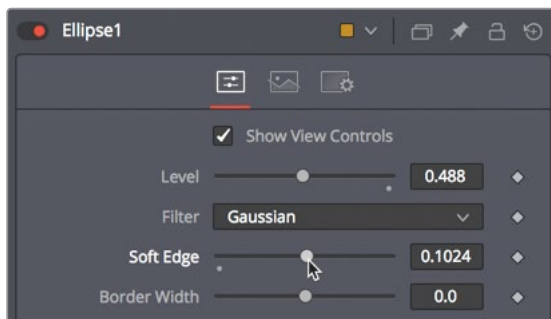 Ellipse1
Show View Controls
Level 0.488
Filter Gaussian
Soft Edge 0.1024
Border Width 0.0